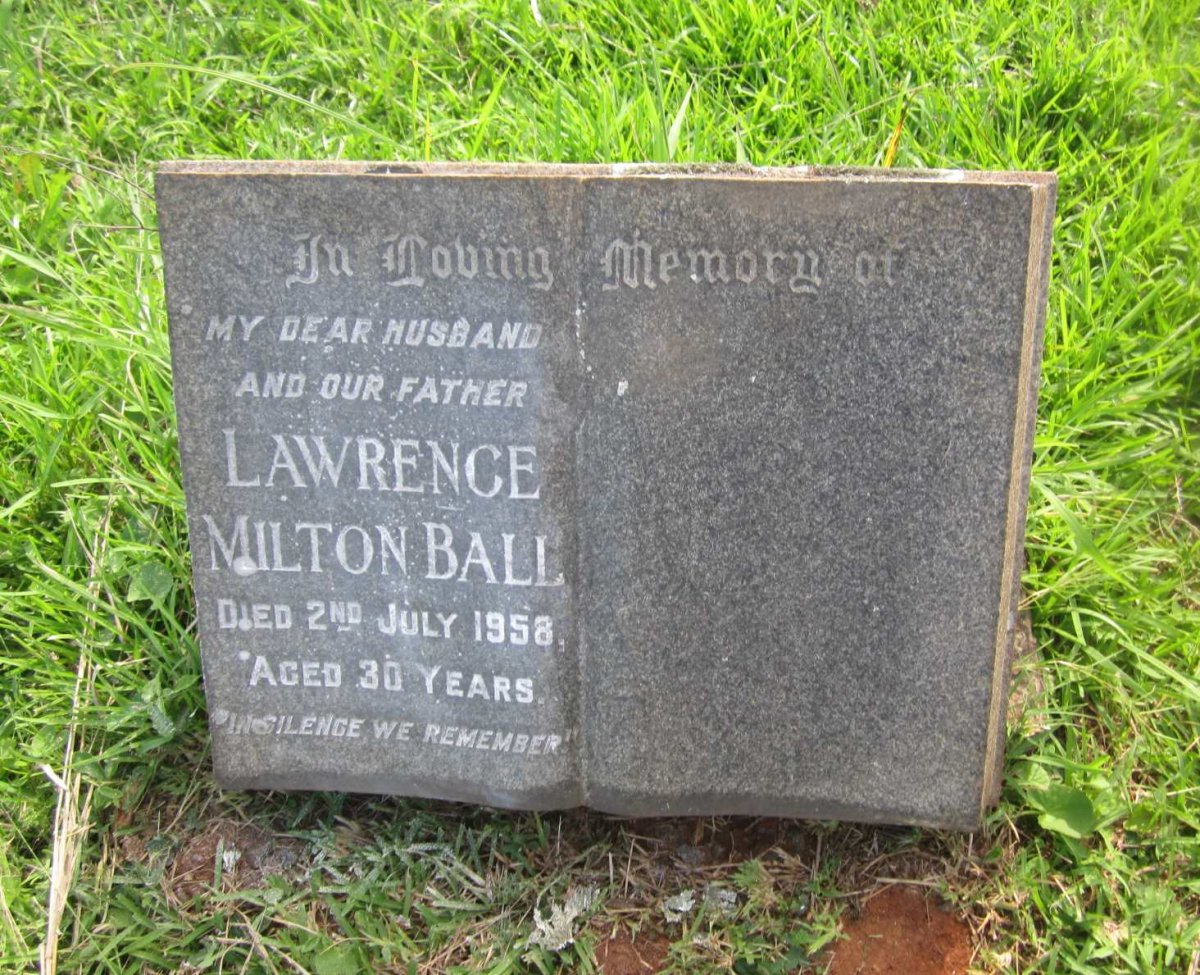 In Loving Memory of
MY DEAR HUSBAND
AND OUR FATHER
LAWRENCE
MILTON BALL
DIED 2ND JULY 1958,
AGED 30 YEARS.
"IN SILENCE WE REMEMBER"